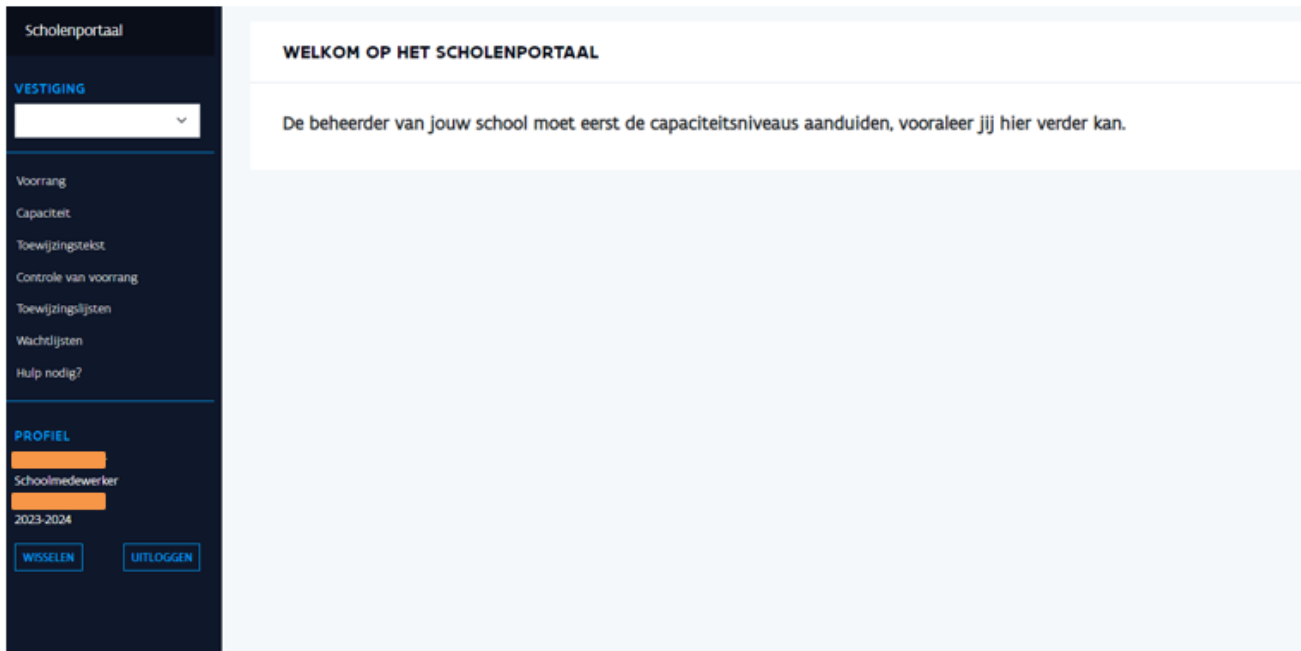 Scholenportaal
VESTIGING
Voorrang
Capaciteit
Toewijzingstekst
Controle van voorrang
Toewijzingslijsten
Wachtlijsten
Hulp nodig?
PROFIEL
Schoolmedewerker
2023-2024
WISSELEN
UITLOGGEN
WELKOM OP HET SCHOLENPORTAAL
De beheerder van jouw school moet eerst de capaciteitsniveaus aanduiden, vooraleer jij hier verder kan.